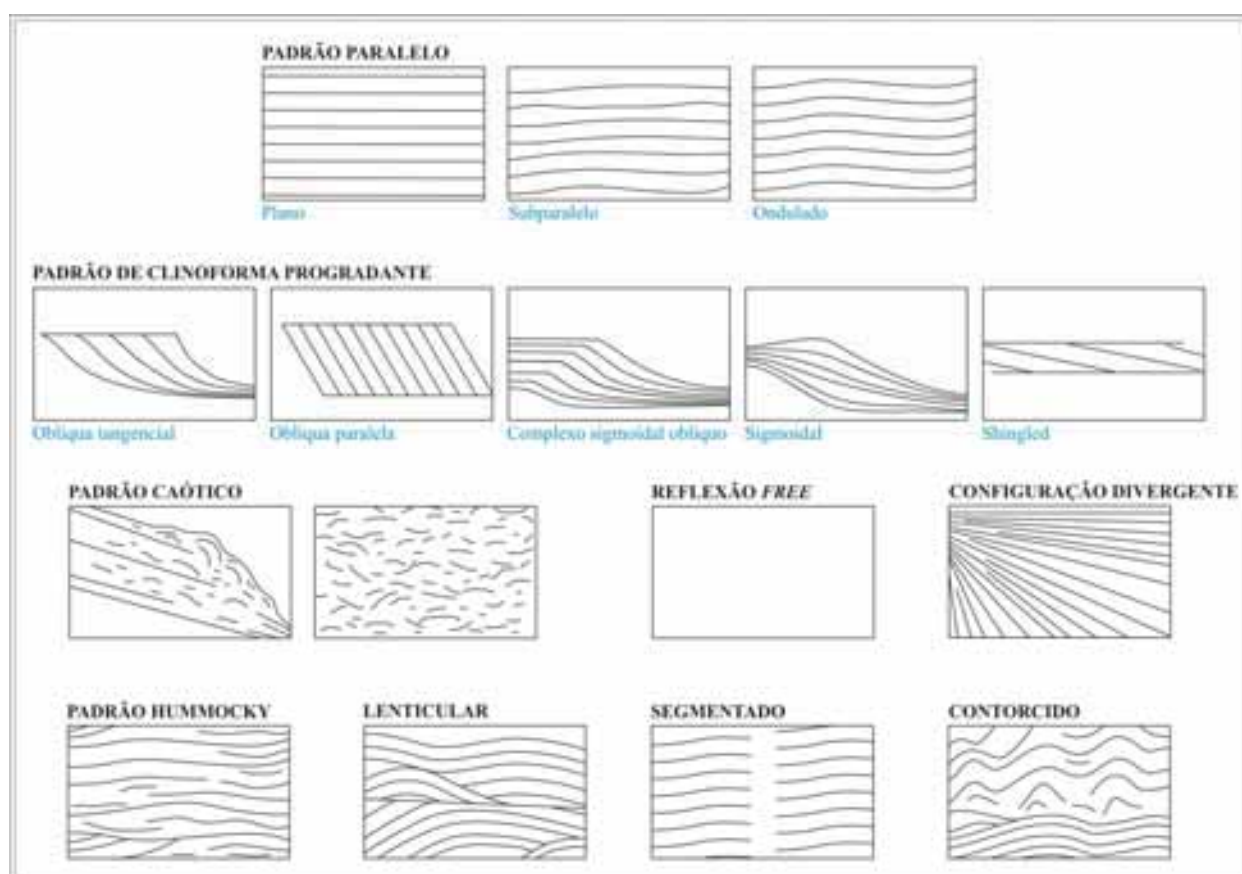 PADRÃO PARALELO
Plano Subparalelo Ondulado
PADRÃO DE CLINOFORMA PROGRADANTE
Oblíqua tangencial Oblíqua paralela Complexo sigmoidal oblíquo Sigmoidal Shingled
PADRÃO CAÓTICO REFLEXÃO FREE CONFIGURAÇÃO DIVERGENTE
PADRÃO HUMMOCKY LENTICULAR SEGMENTADO CONTORCIDO